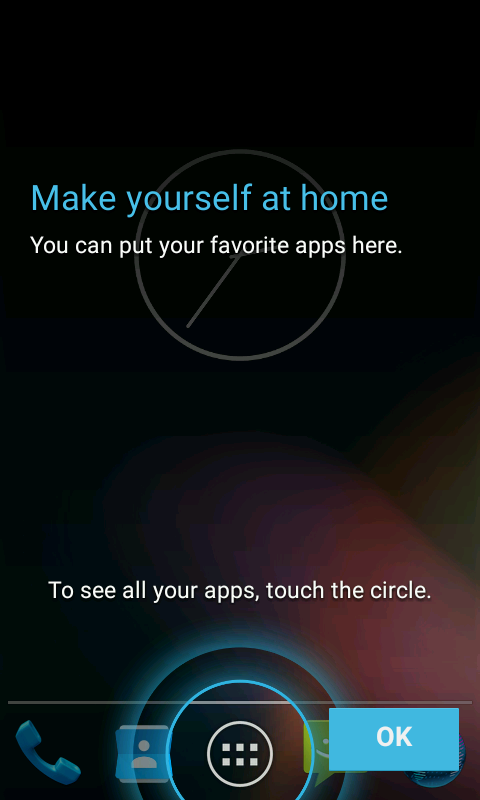 Make yourself at home
You can put your favorite apps here.
To see all your apps, touch the circle.
OK